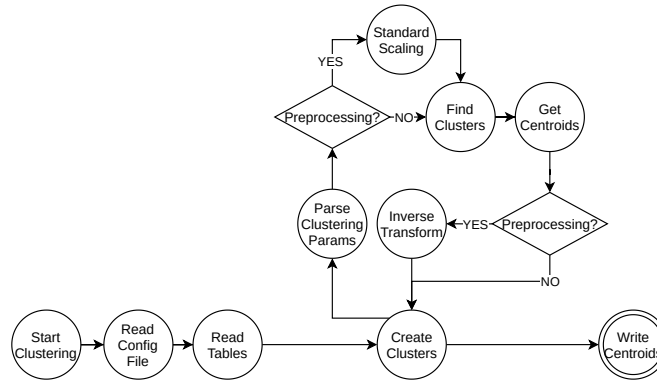 Standard
Scaling
YES
Preprocessing?
NO
Find
Clusters
Get
Centroids
Parse
Clustering
Params
Inverse
Transform
YES
Preprocessing?
NO
Start
Clustering
Read
Config
File
Read
Tables
Create
Clusters
Write
Centroids